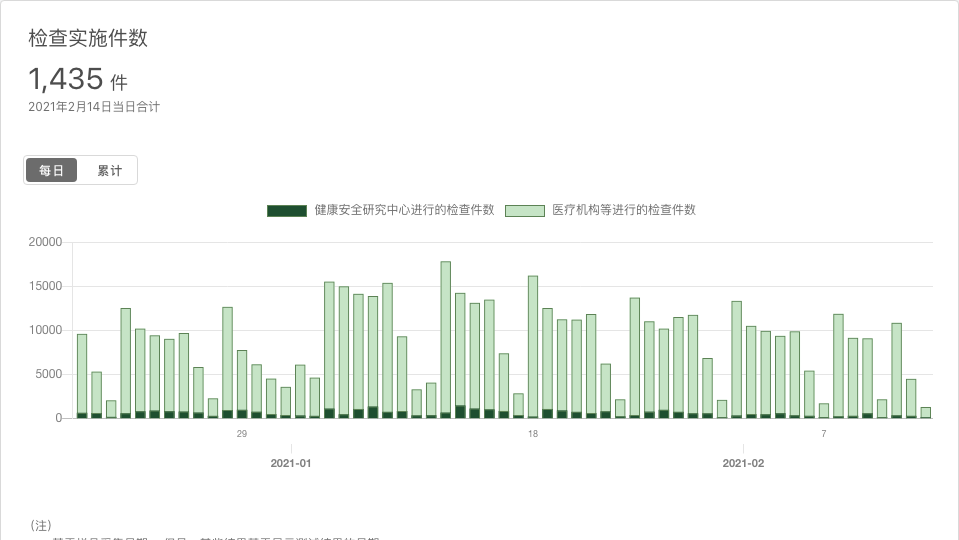 检查实施件数
1,435 件
2021年2月14日当日合计
每日 累计
健康安全研究中心进行的检查件数 医疗机构等进行的检查件数
20000
15000
10000
5000
0
29 18 7
2021-01 2021-02
(注)